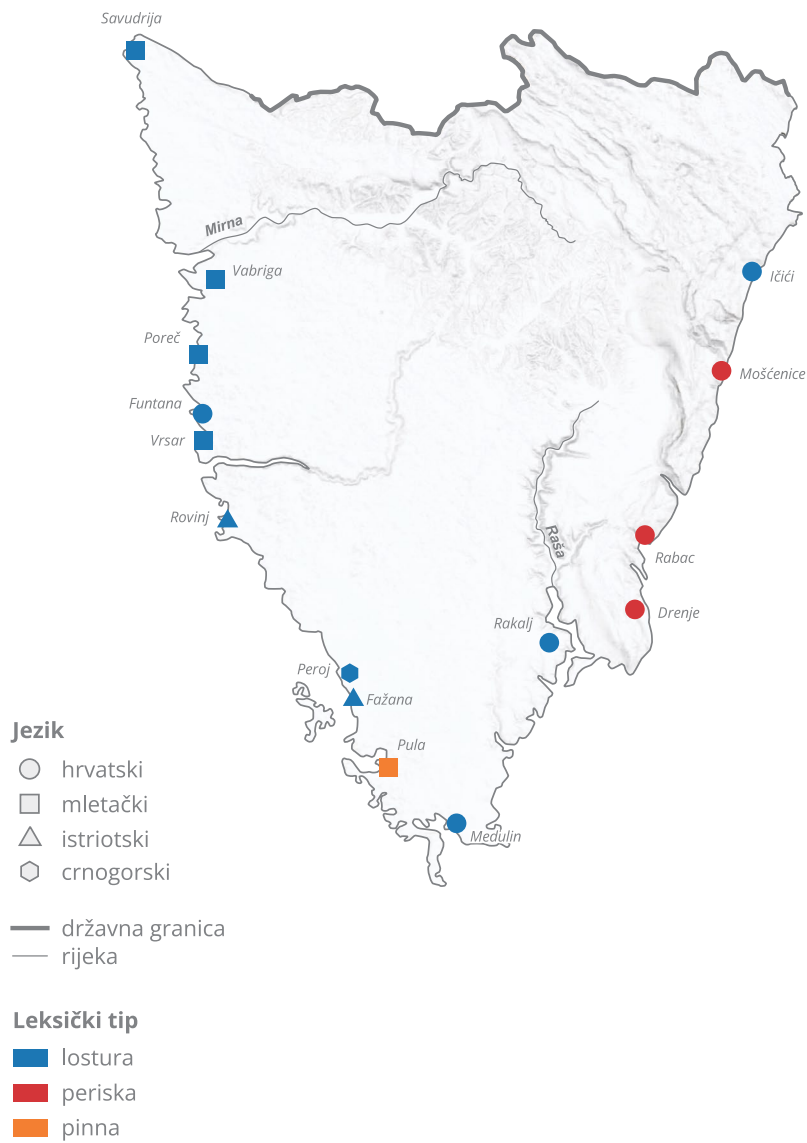 Savudrija
Mirna
Vabriga
Ičići
Poreč
Mošćenice
Funtana
Vrsar
Rovinj
Raša
Rabac
Drenje
Rakalj
Peroj
Fažana
Pula
Medulin
Jezik
hrvatski
mletački
istriotski
crnogorski
državna granica
rijeka
Leksički tip
lostura
periska
pinna